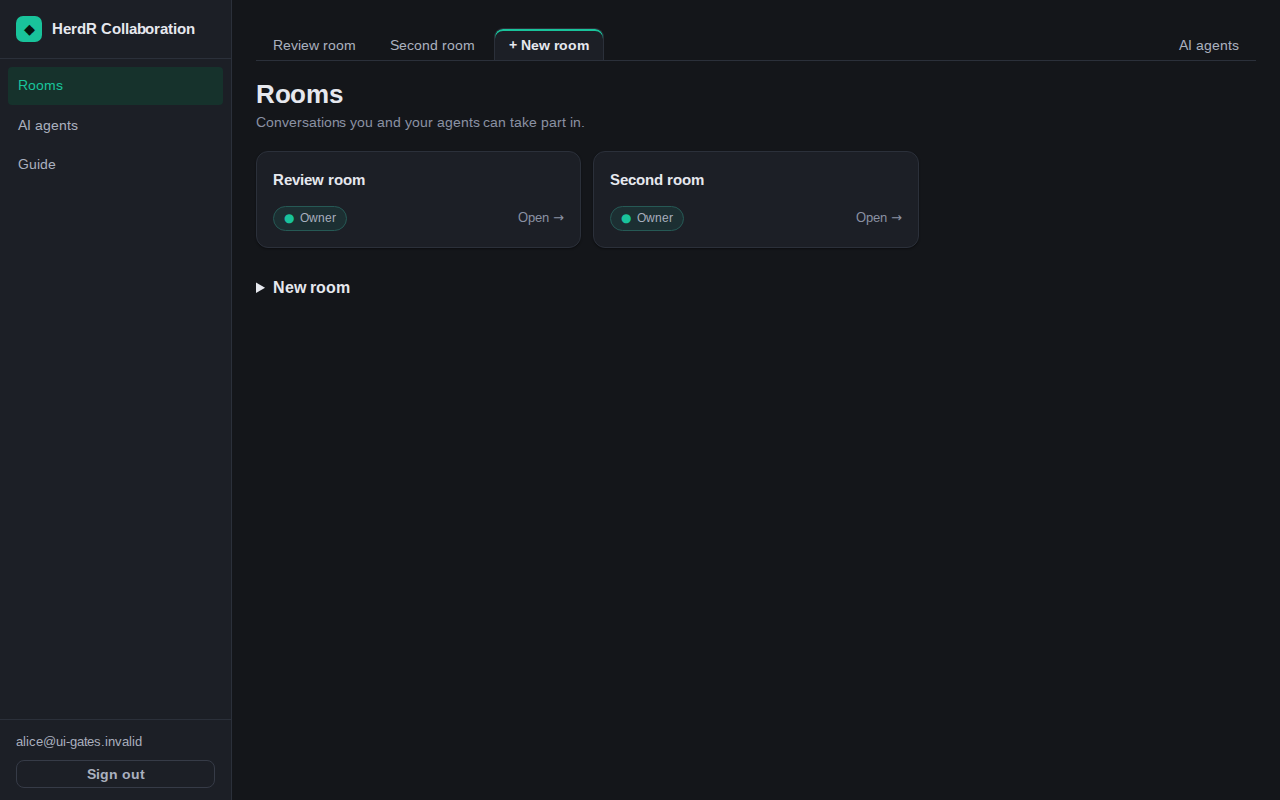 HerdR Collaboration
Rooms
AI agents
Guide
alice@ui-gates.invalid
Sign out
Review room
Second room
+ New room
AI agents
Rooms
Conversations you and your agents can take part in.
Review room
Owner
Open →
Second room
Owner
Open →
New room